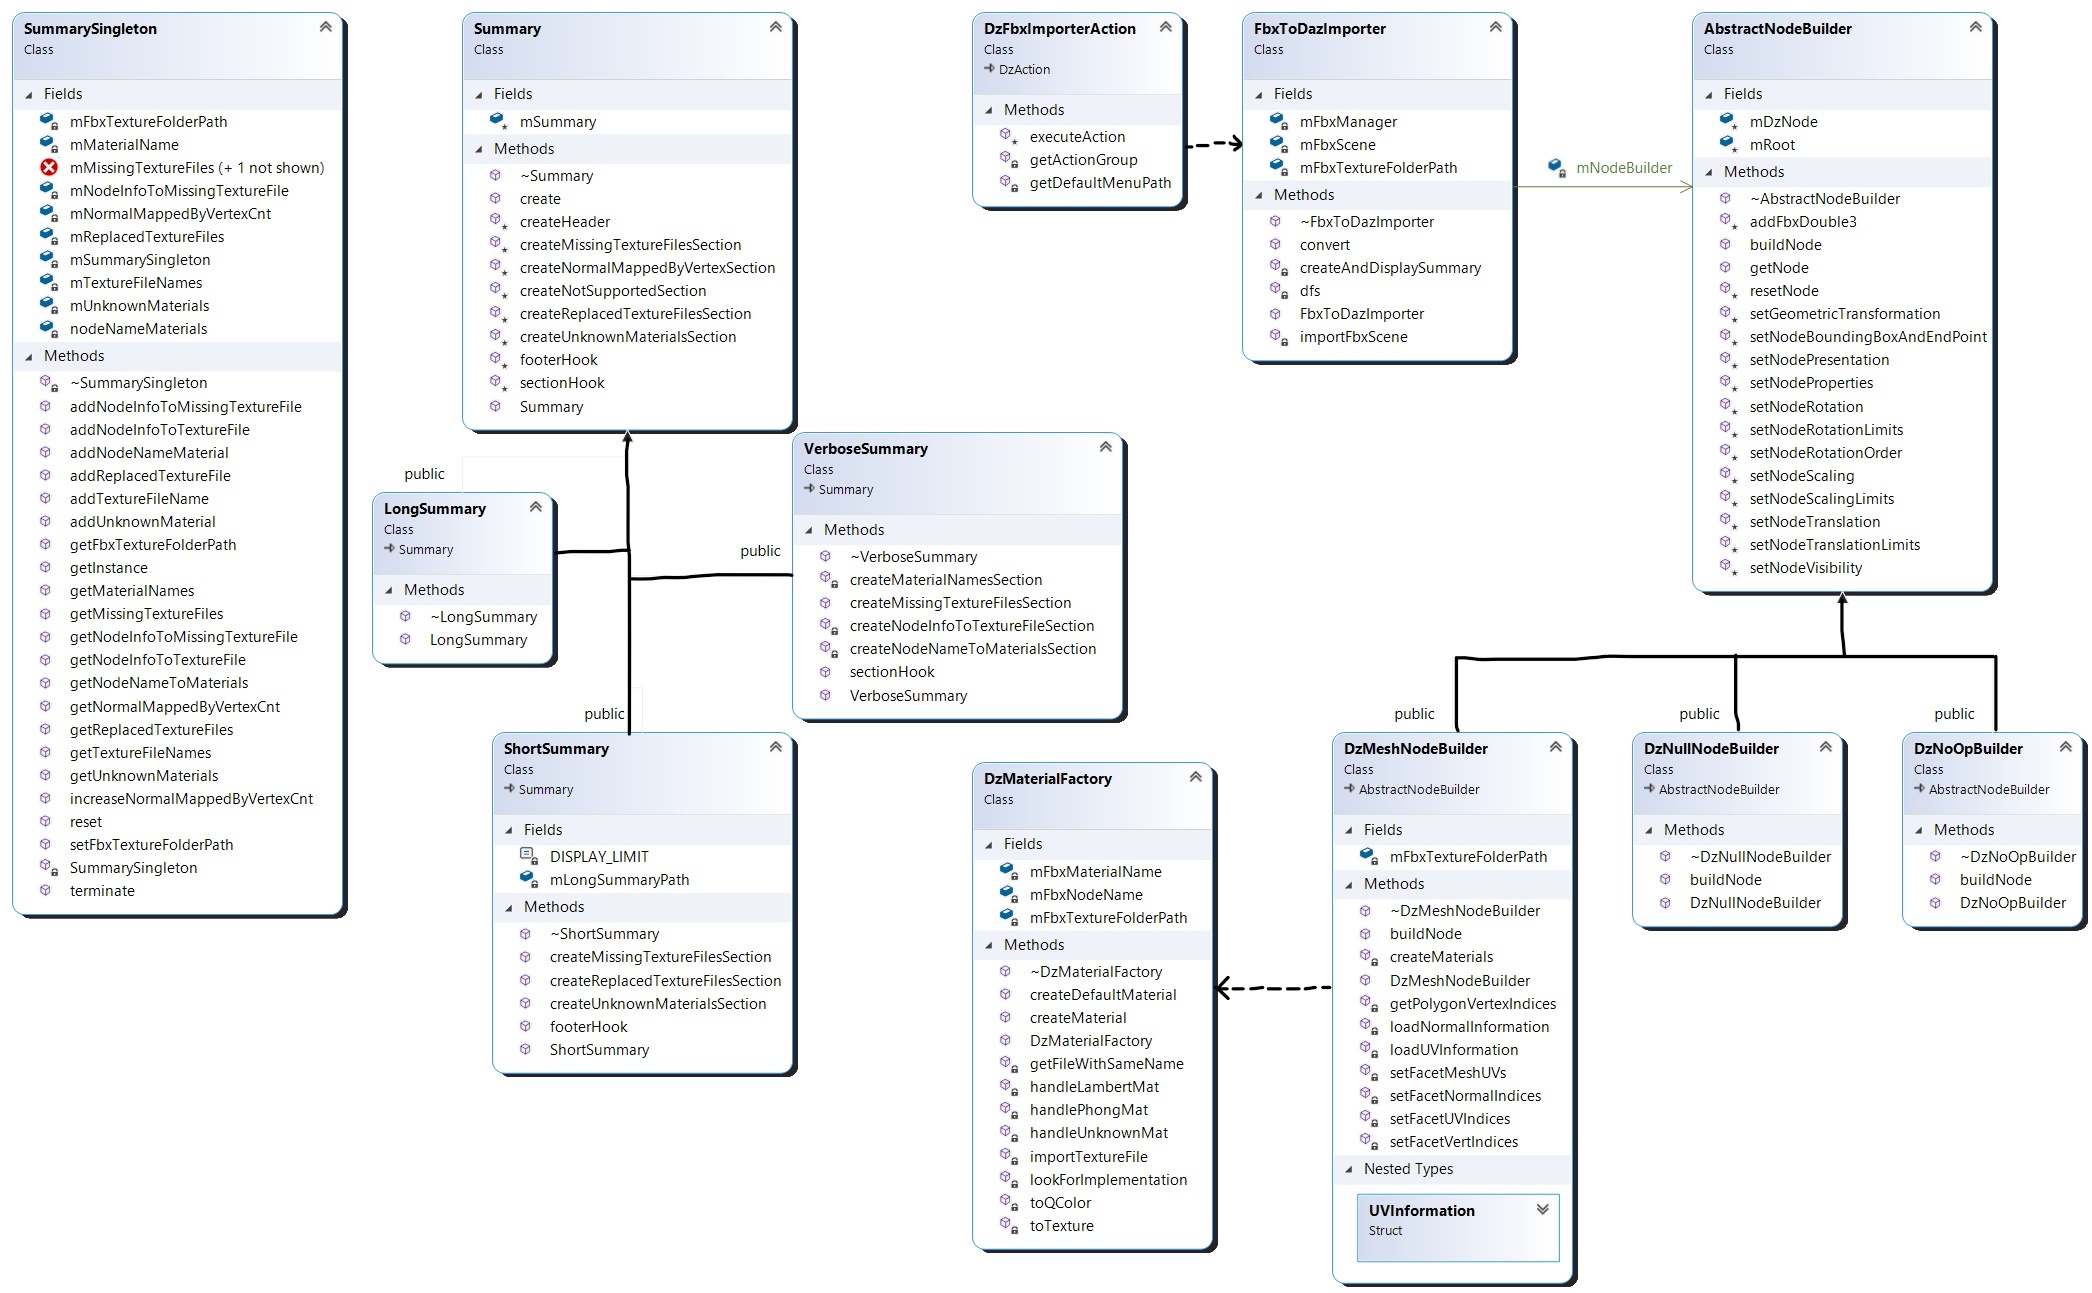 SummarySingleton
Class
Fields
mFbxTextureFolderPath
mMaterialName
mMissingTextureFiles (+ 1 not shown)
mNodeInfoToMissingTextureFile
mNormalMappedByVertexCnt
mReplacedTextureFiles
mSummarySingleton
mTextureFileNames
mUnknownMaterials
nodeNameMaterials
Methods
~SummarySingleton
addNodeInfoToMissingTextureFile
addNodeInfoToTextureFile
addNodeNameMaterial
addReplacedTextureFile
addTextureFileName
addUnknownMaterial
getFbxTextureFolderPath
getInstance
getMaterialNames
getMissingTextureFiles
getNodeInfoToMissingTextureFile
getNodeInfoToTextureFile
getNodeNameToMaterials
getNormalMappedByVertexCnt
getReplacedTextureFiles
getTextureFileNames
getUnknownMaterials
increaseNormalMappedByVertexCnt
reset
setFbxTextureFolderPath
SummarySingleton
terminate
Summary
Class
Fields
mSummary
Methods
~Summary
create
createHeader
createMissingTextureFilesSection
createNormalMappedByVertexSection
createNotSupportedSection
createReplacedTextureFilesSection
createUnknownMaterialsSection
footerHook
sectionHook
Summary
public
LongSummary
Class
Summary
Methods
~LongSummary
LongSummary
public
VerboseSummary
Class
Summary
Methods
~VerboseSummary
createMaterialNamesSection
createMissingTextureFilesSection
createNodeInfoToTextureFileSection
createNodeNameToMaterialsSection
sectionHook
VerboseSummary
public
ShortSummary
Class
Summary
Fields
DISPLAY_LIMIT
mLongSummaryPath
Methods
~ShortSummary
createMissingTextureFilesSection
createReplacedTextureFilesSection
createUnknownMaterialsSection
footerHook
ShortSummary
DzFbxImporterAction
Class
DzAction
Methods
executeAction
getActionGroup
getDefaultMenuPath
FbxToDazImporter
Class
Fields
mFbxManager
mFbxScene
mFbxTextureFolderPath
Methods
~FbxToDazImporter
convert
createAndDisplaySummary
dfs
FbxToDazImporter
importFbxScene
mNodeBuilder
AbstractNodeBuilder
Class
Fields
mDzNode
mRoot
Methods
~AbstractNodeBuilder
addFbxDouble3
buildNode
getNode
resetNode
setGeometricTransformation
setNodeBoundingBoxAndEndPoint
setNodePresentation
setNodeProperties
setNodeRotation
setNodeRotationLimits
setNodeRotationOrder
setNodeScaling
setNodeScalingLimits
setNodeTranslation
setNodeTranslationLimits
setNodeVisibility
DzMaterialFactory
Class
Fields
mFbxMaterialName
mFbxNodeName
mFbxTextureFolderPath
Methods
~DzMaterialFactory
createDefaultMaterial
createMaterial
DzMaterialFactory
getFileWithSameName
handleLambertMat
handlePhongMat
handleUnknownMat
importTextureFile
lookForImplementation
toQColor
toTexture
public
DzMeshNodeBuilder
Class
AbstractNodeBuilder
Fields
mFbxTextureFolderPath
Methods
~DzMeshNodeBuilder
buildNode
createMaterials
DzMeshNodeBuilder
getPolygonVertexIndices
loadNormalInformation
loadUVInformation
setFacetMeshUVs
setFacetNormalIndices
setFacetUVIndices
setFacetVertIndices
Nested Types
UVInformation
Struct
public
DzNullNodeBuilder
Class
AbstractNodeBuilder
Methods
~DzNullNodeBuilder
buildNode
DzNullNodeBuilder
public
DzNoOpBuilder
Class
AbstractNodeBuilder
Methods
~DzNoOpBuilder
buildNode
DzNoOpBuilder